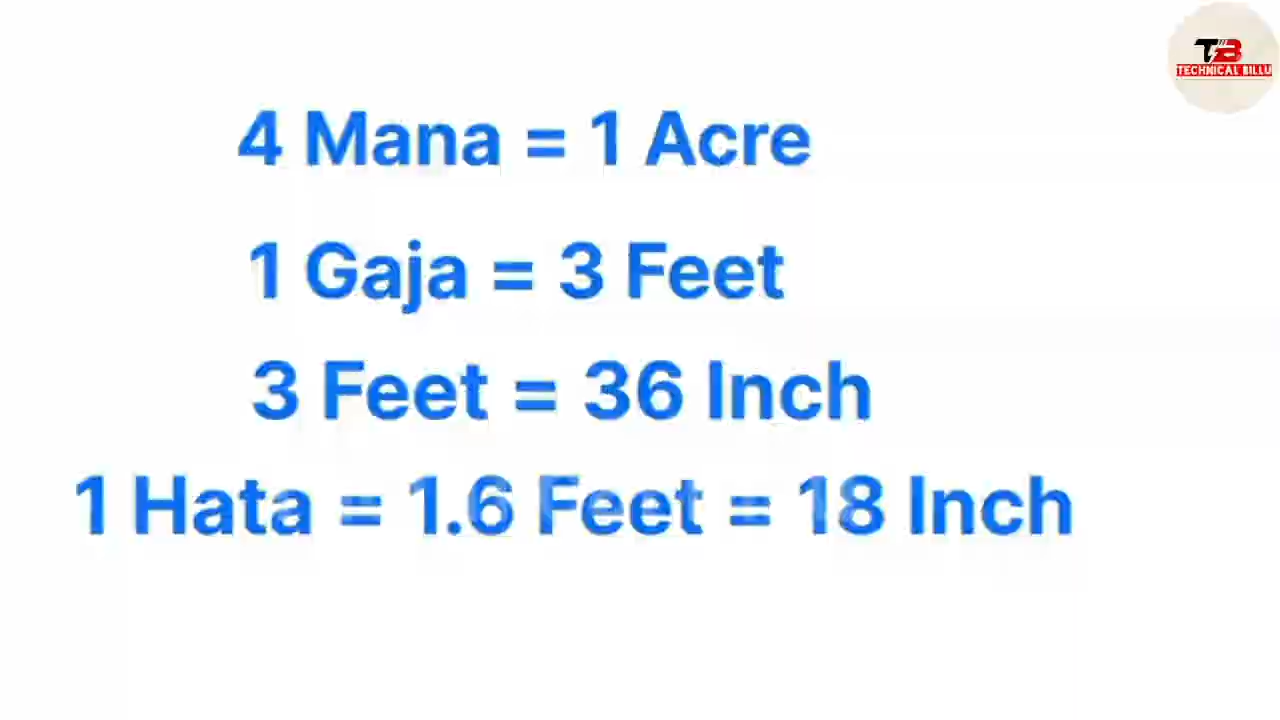 TB
TECHNICAL BILLU
4 Mana = 1 Acre
1 Gaja = 3 Feet
3 Feet = 36 Inch
1 Hata = 1.6 Feet = 18 Inch